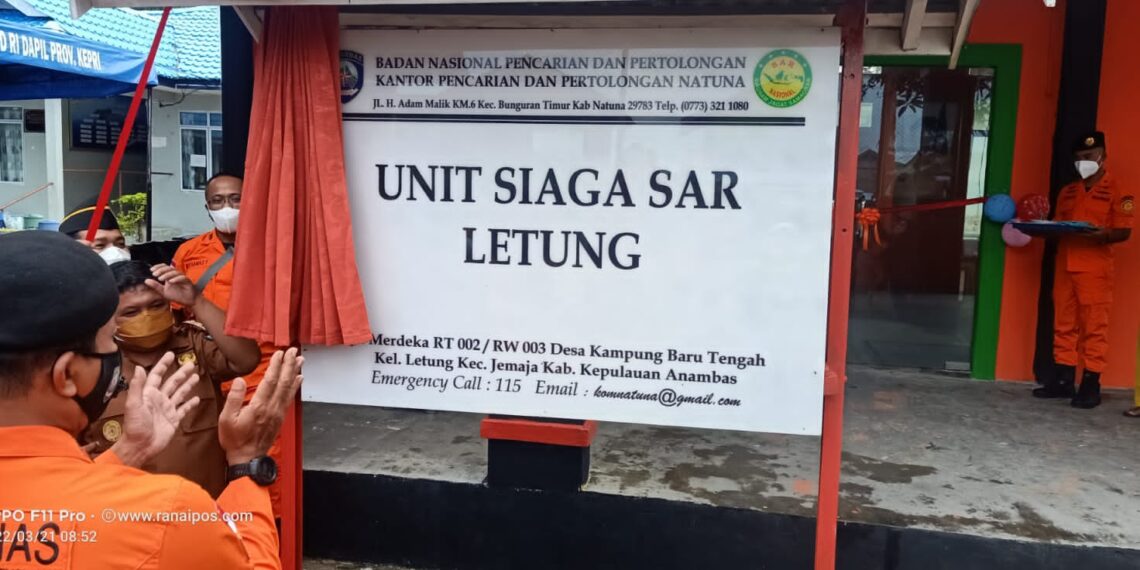 D RI DAPIL PROV. KEPRI
BADAN NASIONAL PENCARIAN DAN PERTOLONGAN
KANTOR PENCARIAN DAN PERTOLONGAN NATUNA
JL. H. Adam Malik KM.6 Kec. Bunguran Timur Kab Natuna 29783 Telp. (0773) 321 1080
SAR
NASIONAL
UNIT SIAGA SAR
LETUNG
Merdeka RT 002 / RW 003 Desa Kampung Baru Tengah
Kel. Letung Kec. Jemaja Kab. Kepulauan Anambas
Emergency Call : 115 Email : komnatuna@gmail.com
PPO F11 Pro · ©www.ranaipos.com
22/03/21 08:52
NAS